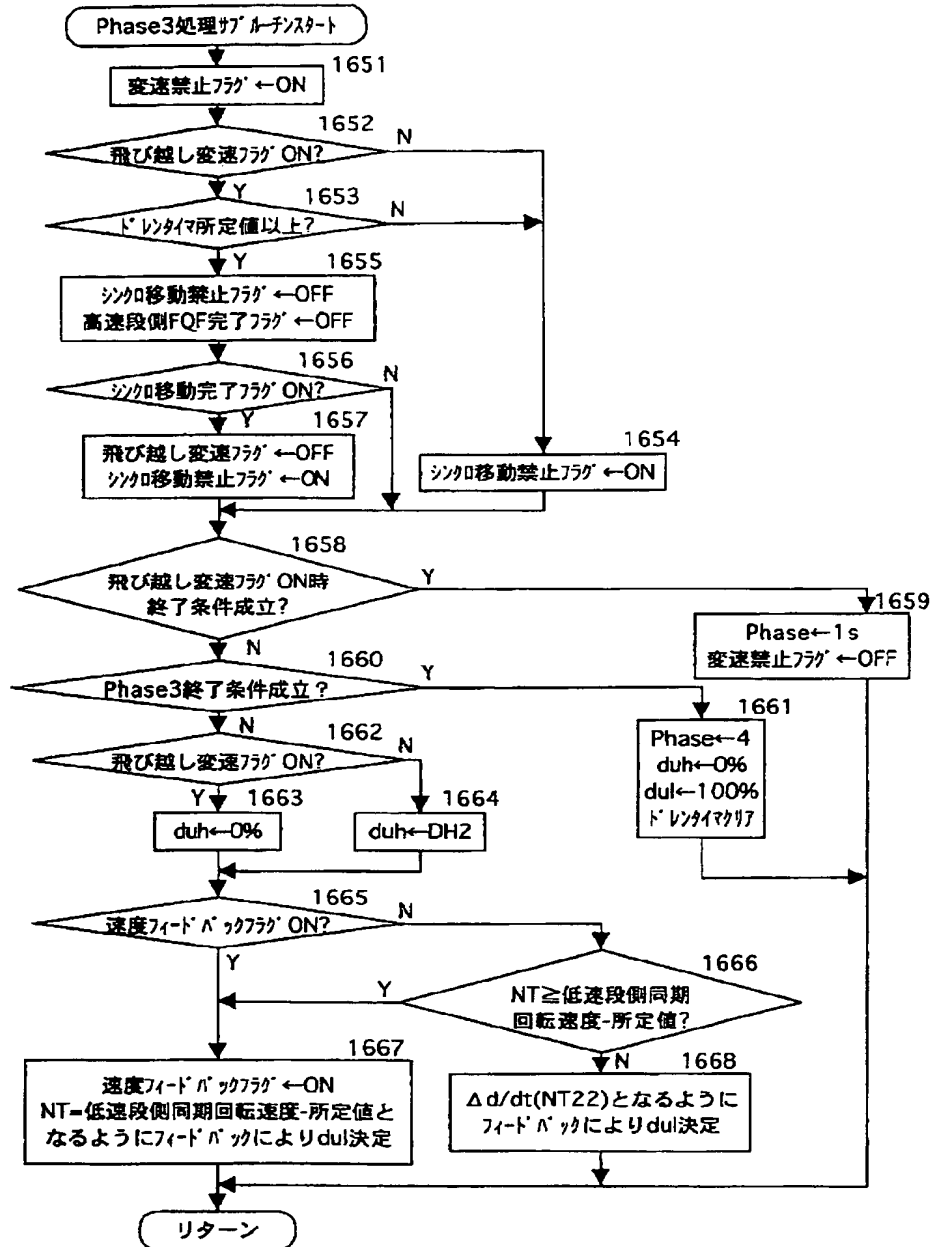 Phase3処理ｻﾌﾞﾙｰﾁﾝｽﾀｰﾄ
1651
変速禁止ﾌﾗｸﾞ←ON
1652
飛び越し変速ﾌﾗｸﾞON?
N
Y
1653
ﾄﾞﾚﾝﾀｲﾏ所定値以上?
N
Y
1655
ｼﾝｸﾛ移動禁止ﾌﾗｸﾞ←OFF
高速段側FQF完了ﾌﾗｸﾞ←OFF
1656
ｼﾝｸﾛ移動完了ﾌﾗｸﾞON?
N
Y
1657
飛び越し変速ﾌﾗｸﾞ←OFF
ｼﾝｸﾛ移動禁止ﾌﾗｸﾞ←ON
1654
ｼﾝｸﾛ移動禁止ﾌﾗｸﾞ←ON
1658
飛び越し変速ﾌﾗｸﾞON時
終了条件成立?
Y
N
1659
Phase←1s
変速禁止ﾌﾗｸﾞ←OFF
1660
Phase3終了条件成立?
Y
N
1661
Phase←4
duh←0%
dul←100%
ﾄﾞﾚﾝﾀｲﾏｸﾘｱ
1662
飛び越し変速ﾌﾗｸﾞON?
N
Y
1663
duh←0%
1664
duh←DH2
1665
速度ﾌｨｰﾄﾞﾊﾞｯｸﾌﾗｸﾞON?
N
Y
1666
NT≧低速段側同期
回転速度-所定値?
Y
N
1667
速度ﾌｨｰﾄﾞﾊﾞｯｸﾌﾗｸﾞ←ON
NT=低速段側同期回転速度-所定値と
なるようにﾌｨｰﾄﾞﾊﾞｯｸによりdul決定
1668
Δd/dt(NT22)となるように
ﾌｨｰﾄﾞﾊﾞｯｸによりdul決定
リターン